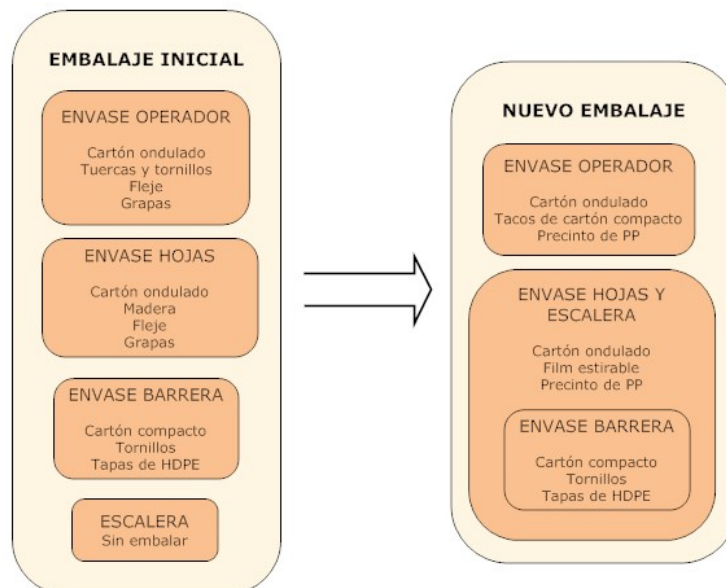 EMBALAJE INICIAL
ENVASE OPERADOR
Cartón ondulado
Tuercas y tornillos
Fleje
Grapas
ENVASE HOJAS
Cartón ondulado
Madera
Fleje
Grapas
ENVASE BARRERA
Cartón compacto
Tornillos
Tapas de HDPE
ESCALERA
Sin embalar
NUEVO EMBALAJE
ENVASE OPERADOR
Cartón ondulado
Tacos de cartón compacto
Precinto de PP
ENVASE HOJAS Y
ESCALERA
Cartón ondulado
Film estirable
Precinto de PP
ENVASE BARRERA
Cartón compacto
Tornillos
Tapas de HDPE